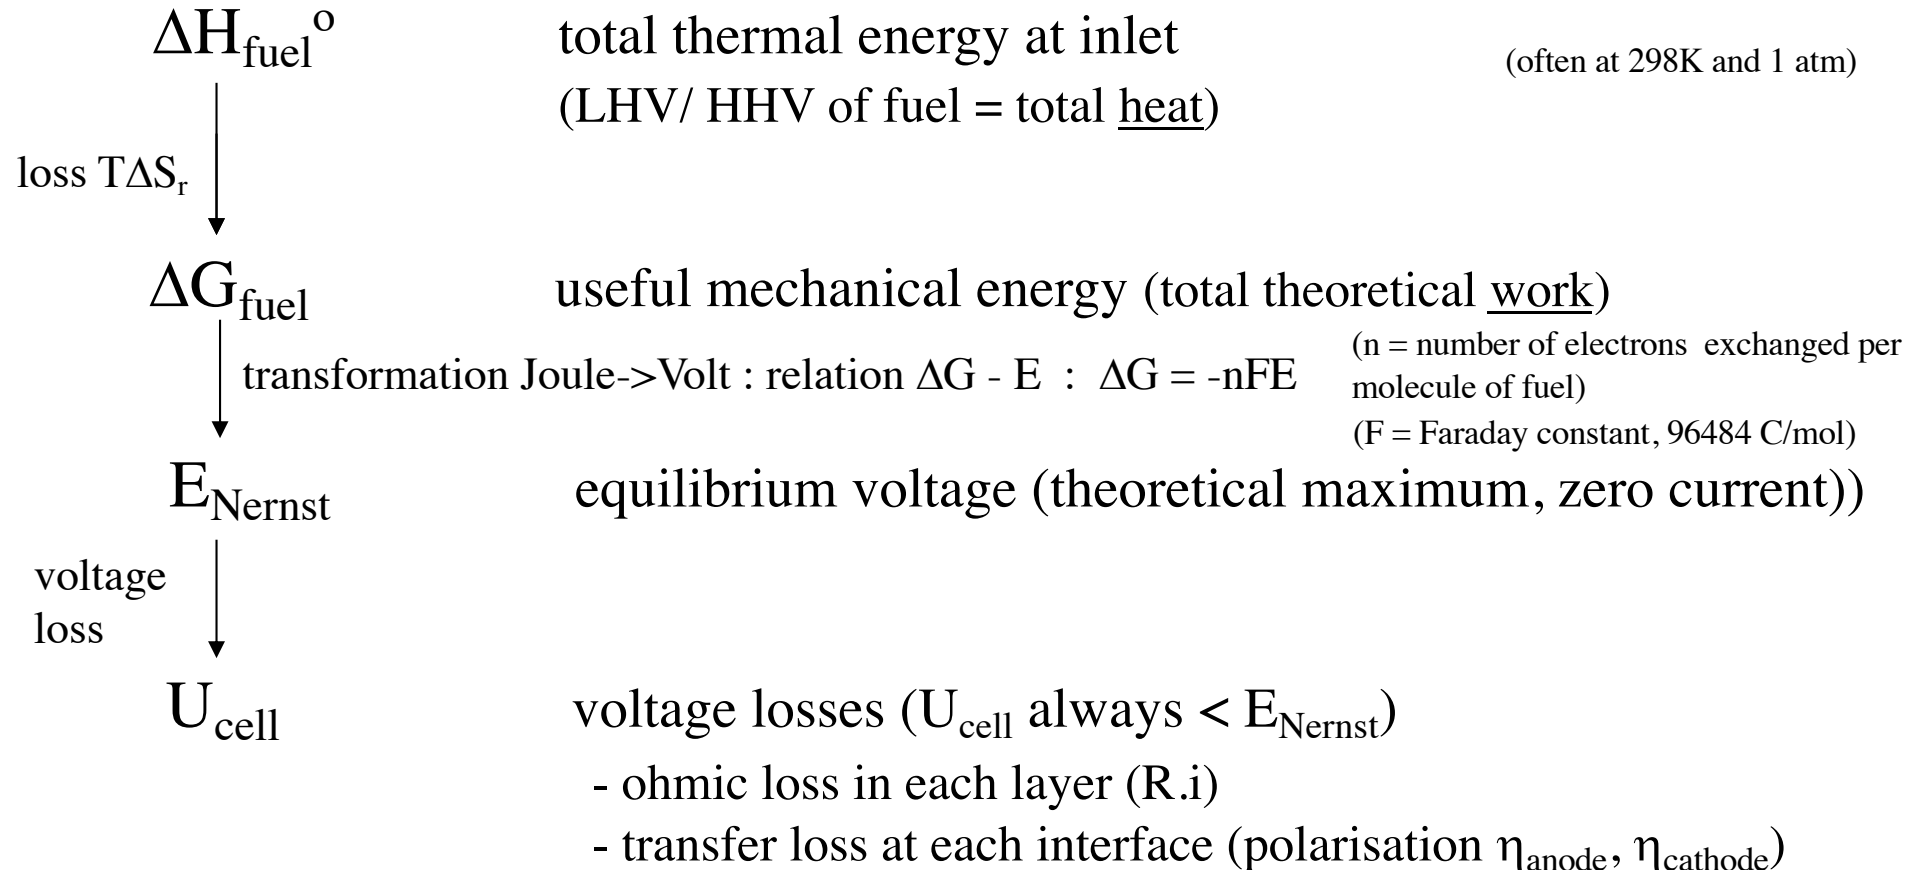 ΔH_fuel° total thermal energy at inlet
(often at 298K and 1 atm)
(LHV/ HHV of fuel = total heat)
loss TΔS_r
ΔG_fuel useful mechanical energy (total theoretical work)
transformation Joule->Volt : relation ΔG - E : ΔG = -nFE
(n = number of electrons exchanged per
molecule of fuel)
(F = Faraday constant, 96484 C/mol)
E_Nernst equilibrium voltage (theoretical maximum, zero current))
voltage
loss
U_cell voltage losses (U_cell always < E_Nernst)
- ohmic loss in each layer (R.i)
- transfer loss at each interface (polarisation η_anode, η_cathode)